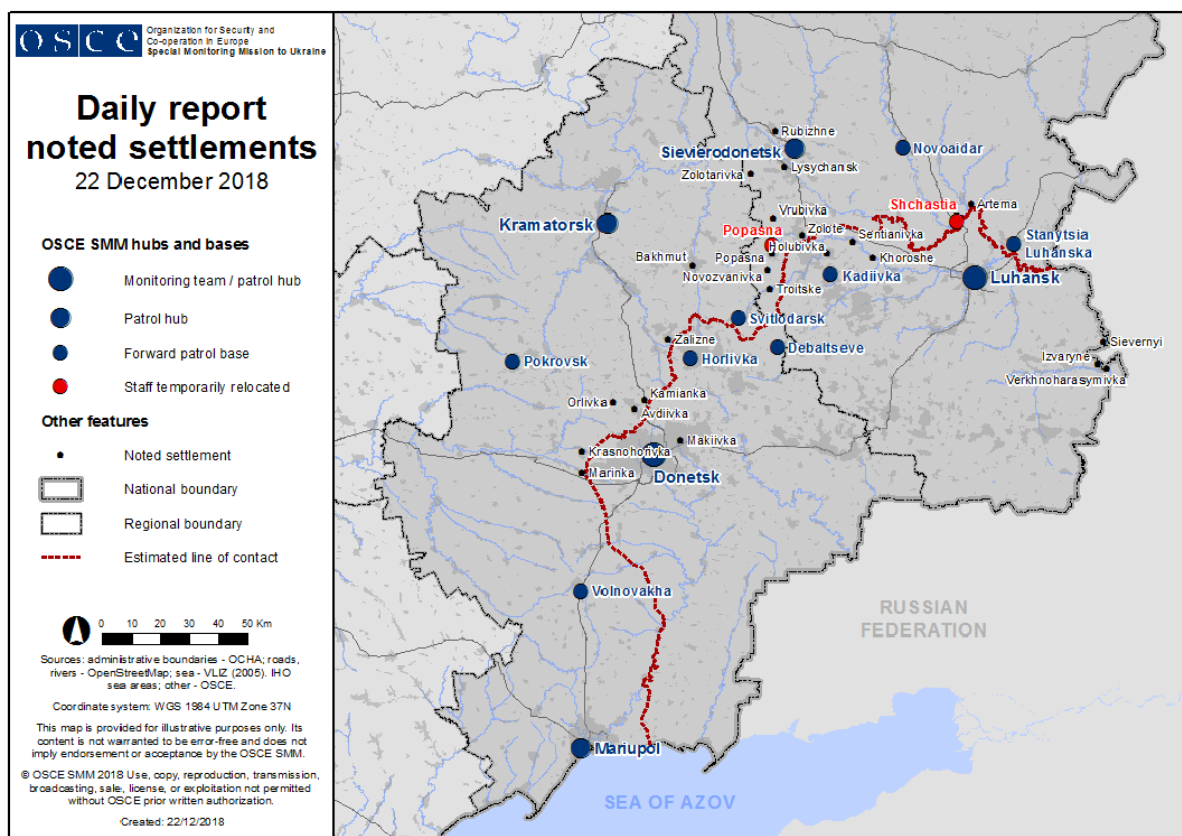 OSCE
Organization for Security and
Co-operation in Europe
Special Monitoring Mission to Ukraine
Daily report
noted settlements
22 December 2018
OSCE SMM hubs and bases
Monitoring team / patrol hub
Patrol hub
Forward patrol base
Staff temporarily relocated
Other features
Noted settlement
National boundary
Regional boundary
Estimated line of contact
0 10 20 30 40 50 Km
Sources: administrative boundaries - OCHA; roads,
rivers - OpenStreetMap; sea - VLIZ (2005). IHO
sea areas; other - OSCE.
Coordinate system: WGS 1984 UTM Zone 37N
This map is provided for illustrative purposes only. Its
content is not warranted to be error-free and does not
imply endorsement or acceptance by the OSCE SMM.
© OSCE SMM 2018 Use, copy, reproduction, transmission,
broadcasting, sale, license, or exploitation not permitted
without OSCE prior written authorization.
Created: 22/12/2018
Rubizhne
Sievierodonetsk
Novoaidar
Lysychansk
Zolotarivka
Shchastia
Artema
Vrubivka
Kramatorsk
Popasna
Zolote
Sentianivka
Stanytsia
Luhanska
Holubivka
Popasna
Khoroshe
Bakhmut
Novozvanivka
Kadiivka
Luhansk
Troitske
Svitlodarsk
Zalizne
Debaltseve
Sievernyi
Horlivka
Izvaryne
Pokrovsk
Verkhnoharasymivka
Kamianka
Orlivka
Avdiivka
Makiivka
Krasnohorivka
Marinka
Donetsk
Volnovakha
RUSSIAN
FEDERATION
Mariupol
SEA OF AZOV